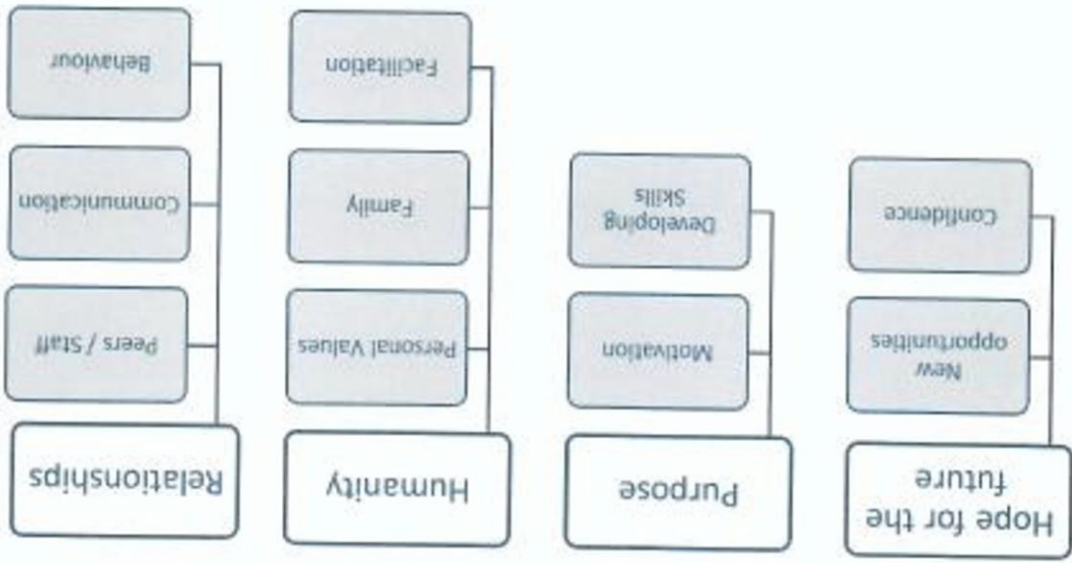 Hope for the
future
New
opportunities
Confidence
Purpose
Motivation
Developing
Skills
Humanity
Personal Values
Family
Facilitation
Relationships
Peers / Staff
Communication
Behaviour